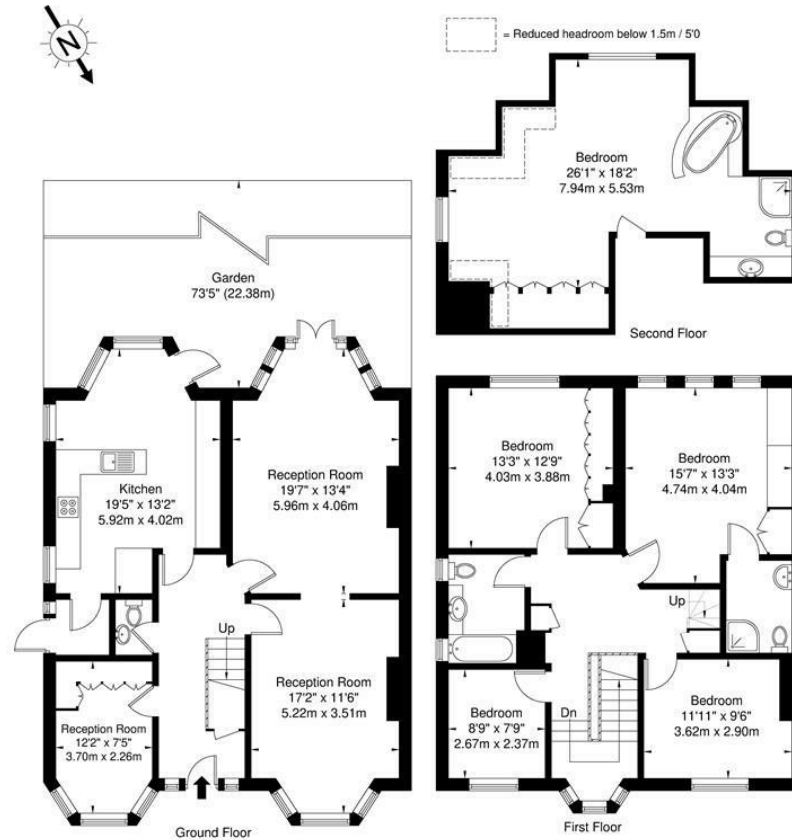 N
= Reduced headroom below 1.5m / 5'0
Bedroom
26'1" x 18'2"
7.94m x 5.53m
Second Floor
Garden
73'5" (22.38m)
Kitchen
19'5" x 13'2"
5.92m x 4.02m
Reception Room
19'7" x 13'4"
5.96m x 4.06m
Up
Reception Room
17'2" x 11'6"
5.22m x 3.51m
Reception Room
12'2" x 7'5"
3.70m x 2.26m
Ground Floor
Bedroom
13'3" x 12'9"
4.03m x 3.88m
Bedroom
15'7" x 13'3"
4.74m x 4.04m
Up
Dn
Bedroom
8'9" x 7'9"
2.67m x 2.37m
Bedroom
11'11" x 9'6"
3.62m x 2.90m
First Floor